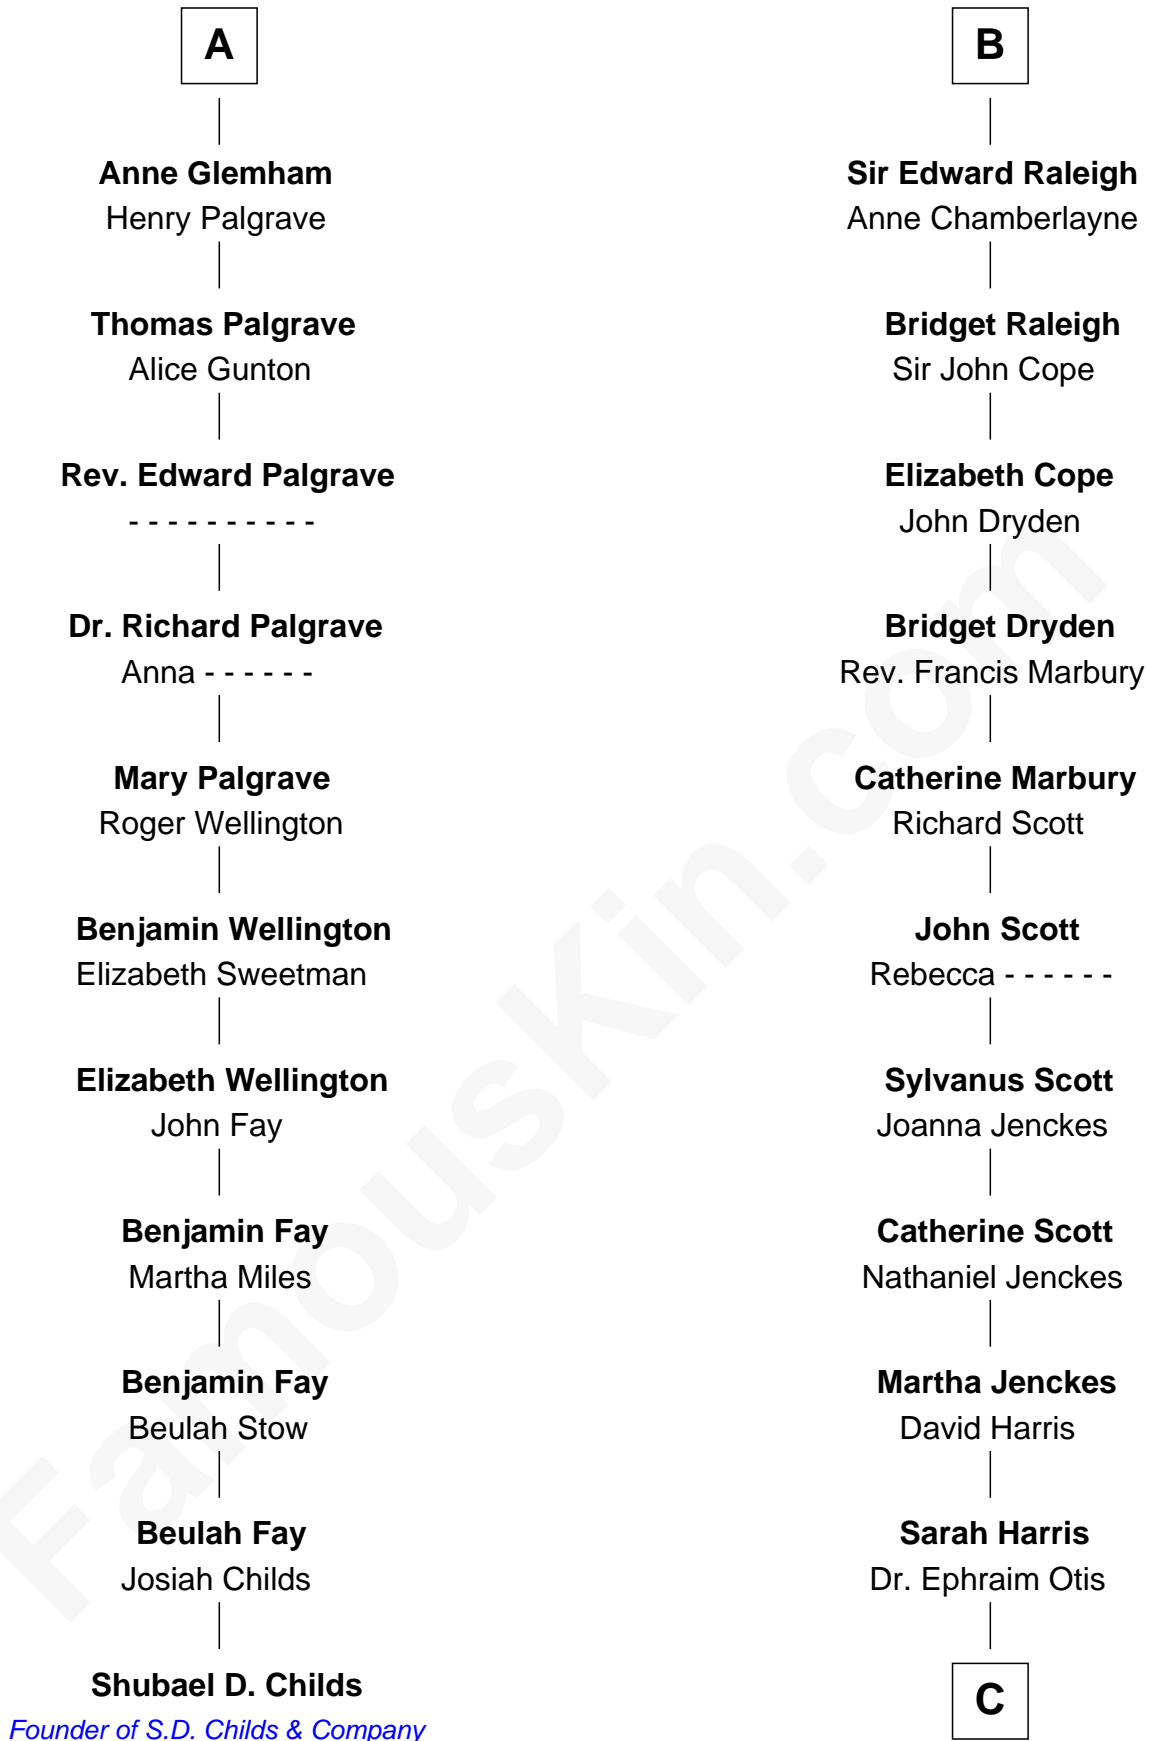 A
Anne Glemham
Henry Palgrave
Thomas Palgrave
Alice Gunton
Rev. Edward Palgrave
- - - - - - - - - -
Dr. Richard Palgrave
Anna - - - - - -
Mary Palgrave
Roger Wellington
Benjamin Wellington
Elizabeth Sweetman
Elizabeth Wellington
John Fay
Benjamin Fay
Martha Miles
Benjamin Fay
Beulah Stow
Beulah Fay
Josiah Childs
Shubael D. Childs
Founder of S.D. Childs & Company
B
Sir Edward Raleigh
Anne Chamberlayne
Bridget Raleigh
Sir John Cope
Elizabeth Cope
John Dryden
Bridget Dryden
Rev. Francis Marbury
Catherine Marbury
Richard Scott
John Scott
Rebecca - - - - - -
Sylvanus Scott
Joanna Jenckes
Catherine Scott
Nathaniel Jenckes
Martha Jenckes
David Harris
Sarah Harris
Dr. Ephraim Otis
C
FamousKin.com